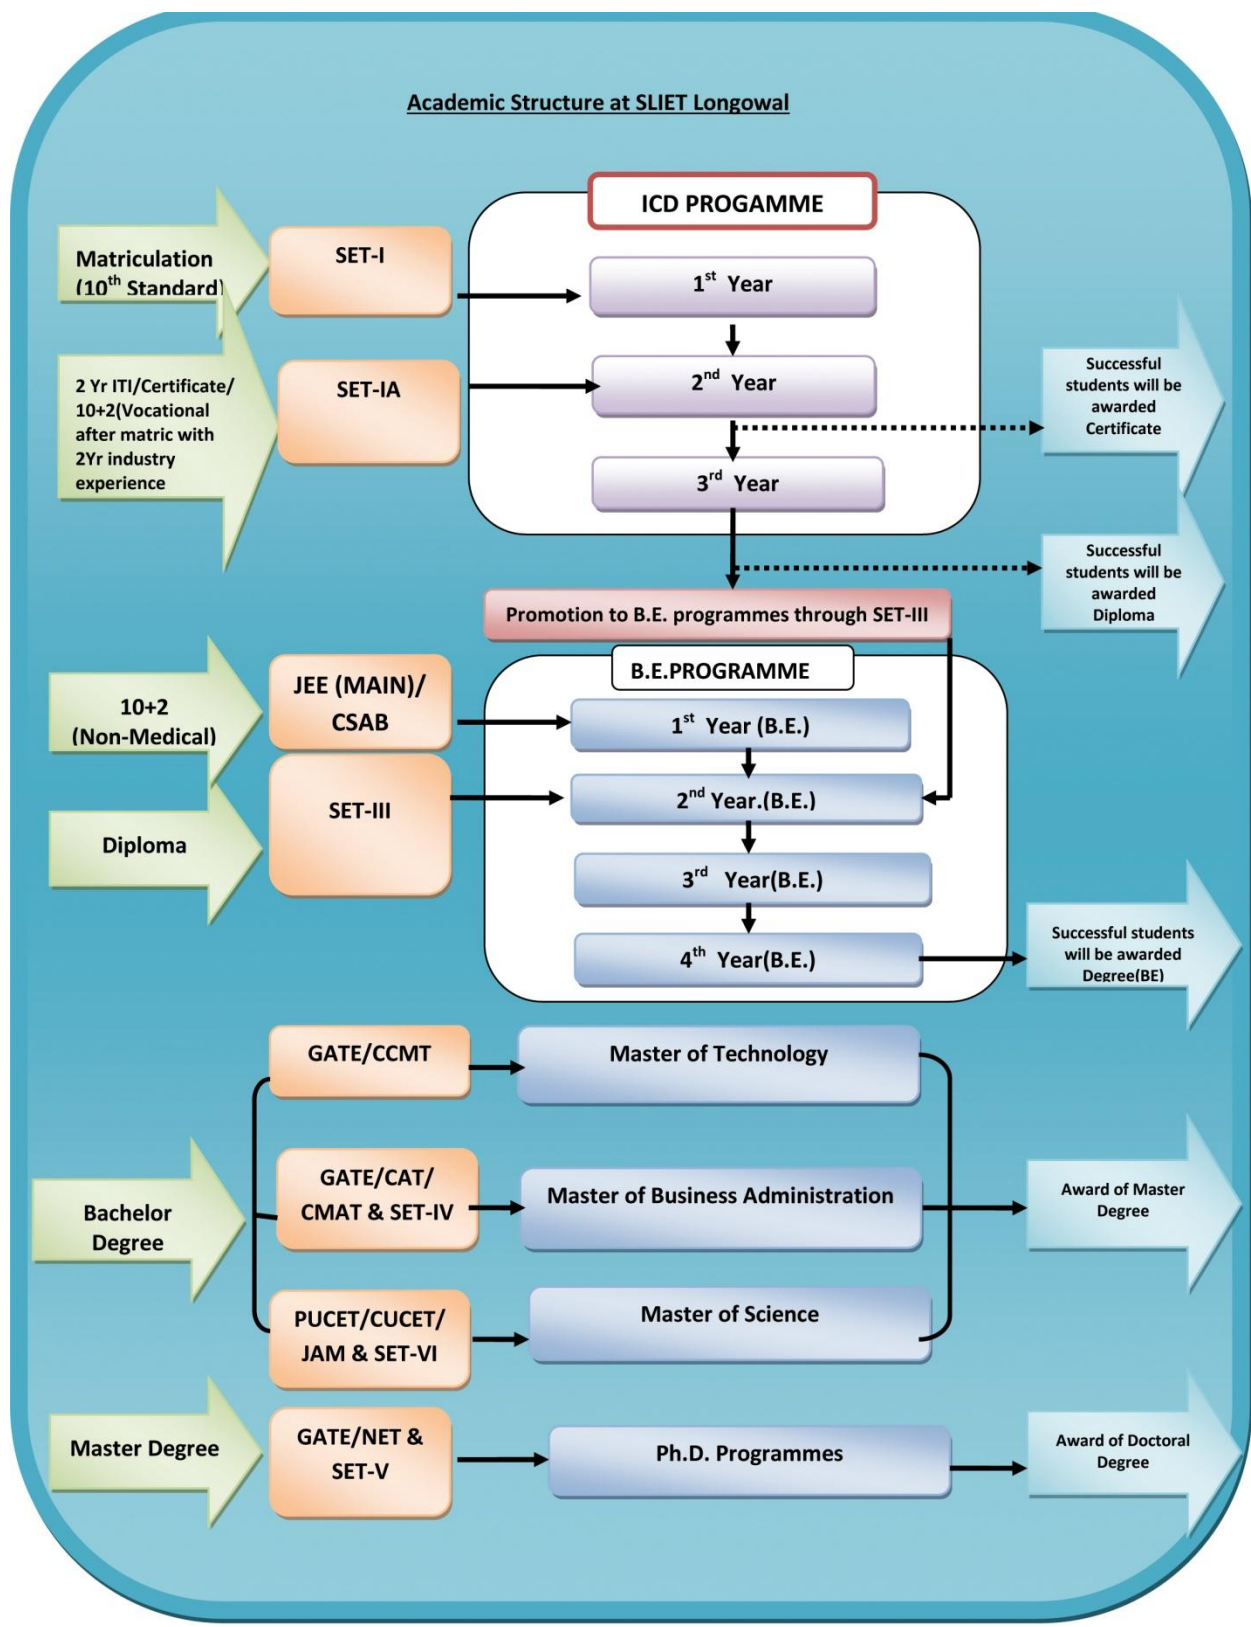 Academic Structure at SLIET Longowal
ICD PROGAMME
Matriculation
(10th Standard)
SET-I
1st Year
2 Yr ITI/Certificate/
10+2(Vocational
after matric with
2Yr industry
experience
SET-IA
2nd Year
Successful
students will be
awarded
Certificate
3rd Year
Successful
students will be
awarded
Diploma
Promotion to B.E. programmes through SET-III
B.E.PROGRAMME
10+2
(Non-Medical)
JEE (MAIN)/
CSAB
1st Year (B.E.)
Diploma
SET-III
2nd Year.(B.E.)
3rd Year(B.E.)
4th Year(B.E.)
Successful students
will be awarded
Degree(BE)
Bachelor
Degree
GATE/CCMT
Master of Technology
GATE/CAT/
CMAT & SET-IV
Master of Business Administration
Award of Master
Degree
PUCET/CUCET/
JAM & SET-VI
Master of Science
Master Degree
GATE/NET &
SET-V
Ph.D. Programmes
Award of Doctoral
Degree